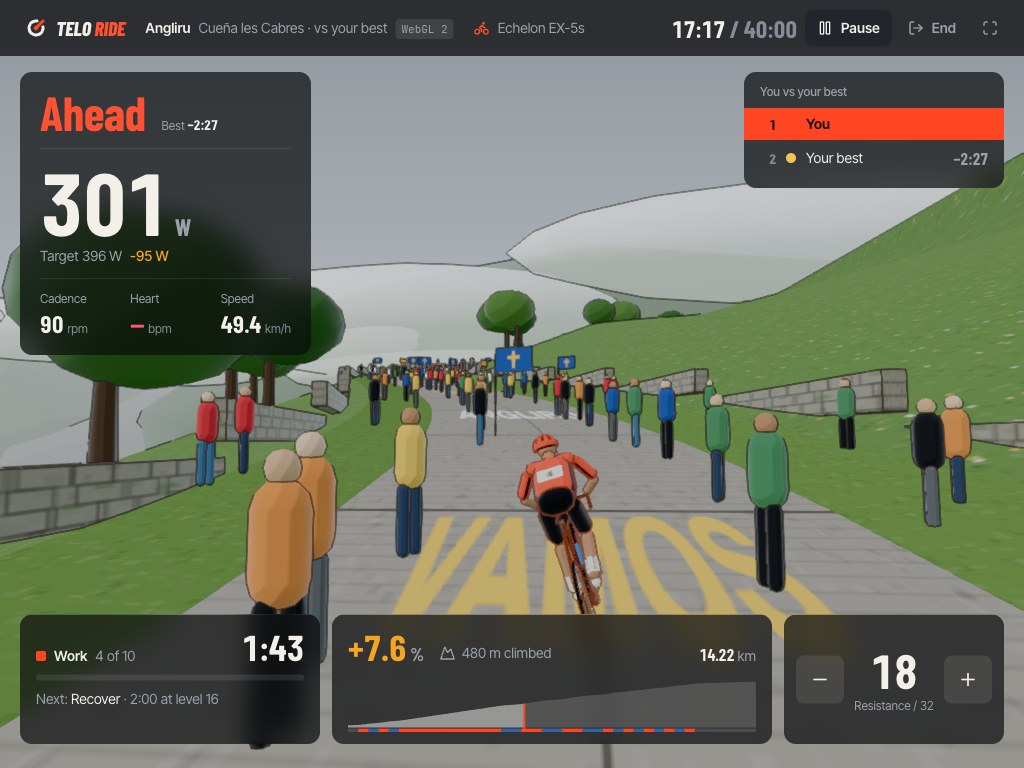 TELO RIDE
Angliru Cueña les Cabres · vs your best WebGL 2
Echelon EX-5s
17:17 / 40:00
Pause
End
Ahead Best −2:27
301 W
Target 396 W -95 W
Cadence Heart Speed
90 rpm – bpm 49.4 km/h
You vs your best
1 You
2 Your best −2:27
ANGLIRU
4
VAMOS
Work 4 of 10 1:43
Next: Recover · 2:00 at level 16
+7.6 % 480 m climbed 14.22 km
− 18 +
Resistance / 32